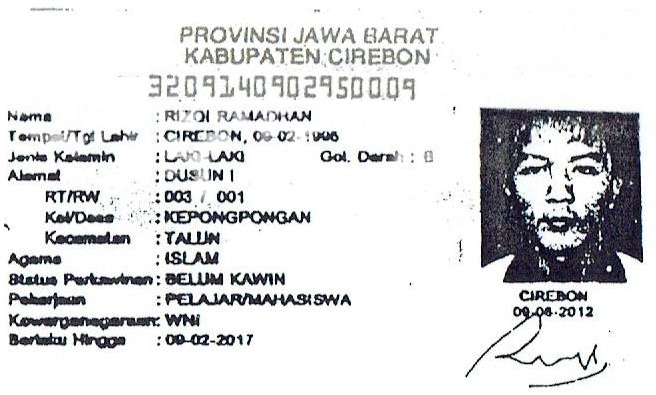 PROVINSI JAWA BARAT
KABUPATEN CIREBON
3209140902950009
Nama : RIZQI RAMADHAN
Tempat/Tgl Lahir : CIREBON, 09-02-1995
Jenis Kelamin : LAKI-LAKI Gol. Darah : B
Alamat : DUSUN I
RT/RW : 003 / 001
Kel/Desa : KEPONGPONGAN
Kecamatan : TALUN
Agama : ISLAM
Status Perkawinan : BELUM KAWIN
Pekerjaan : PELAJAR/MAHASISWA
Kewarganegaraan : WNI
Berlaku Hingga : 09-02-2017
CIREBON
09-06-2012